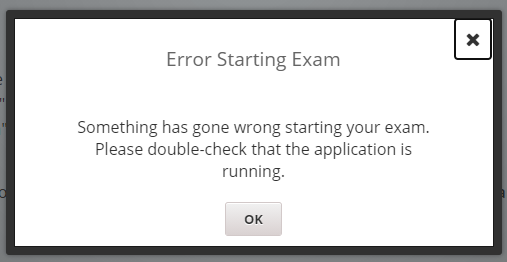 Error Starting Exam
Something has gone wrong starting your exam.
Please double-check that the application is
running.
OK